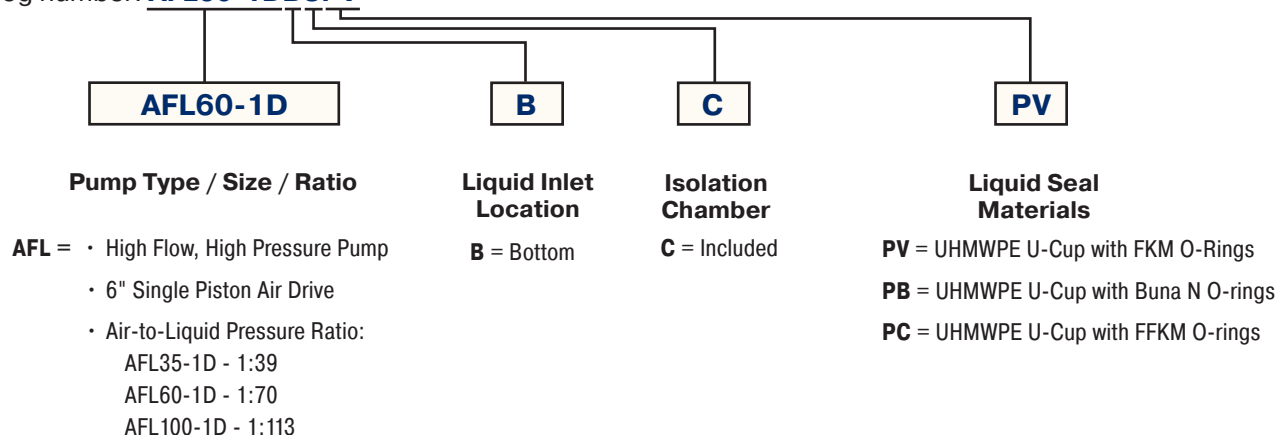 AFL60-1D B C PV
Pump Type / Size / Ratio
AFL = • High Flow, High Pressure Pump
• 6" Single Piston Air Drive
• Air-to-Liquid Pressure Ratio:
AFL35-1D - 1:39
AFL60-1D - 1:70
AFL100-1D - 1:113
Liquid Inlet
Location
B = Bottom
Isolation
Chamber
C = Included
Liquid Seal
Materials
PV = UHMWPE U-Cup with FKM O-Rings
PB = UHMWPE U-Cup with Buna N O-rings
PC = UHMWPE U-Cup with FFKM O-rings